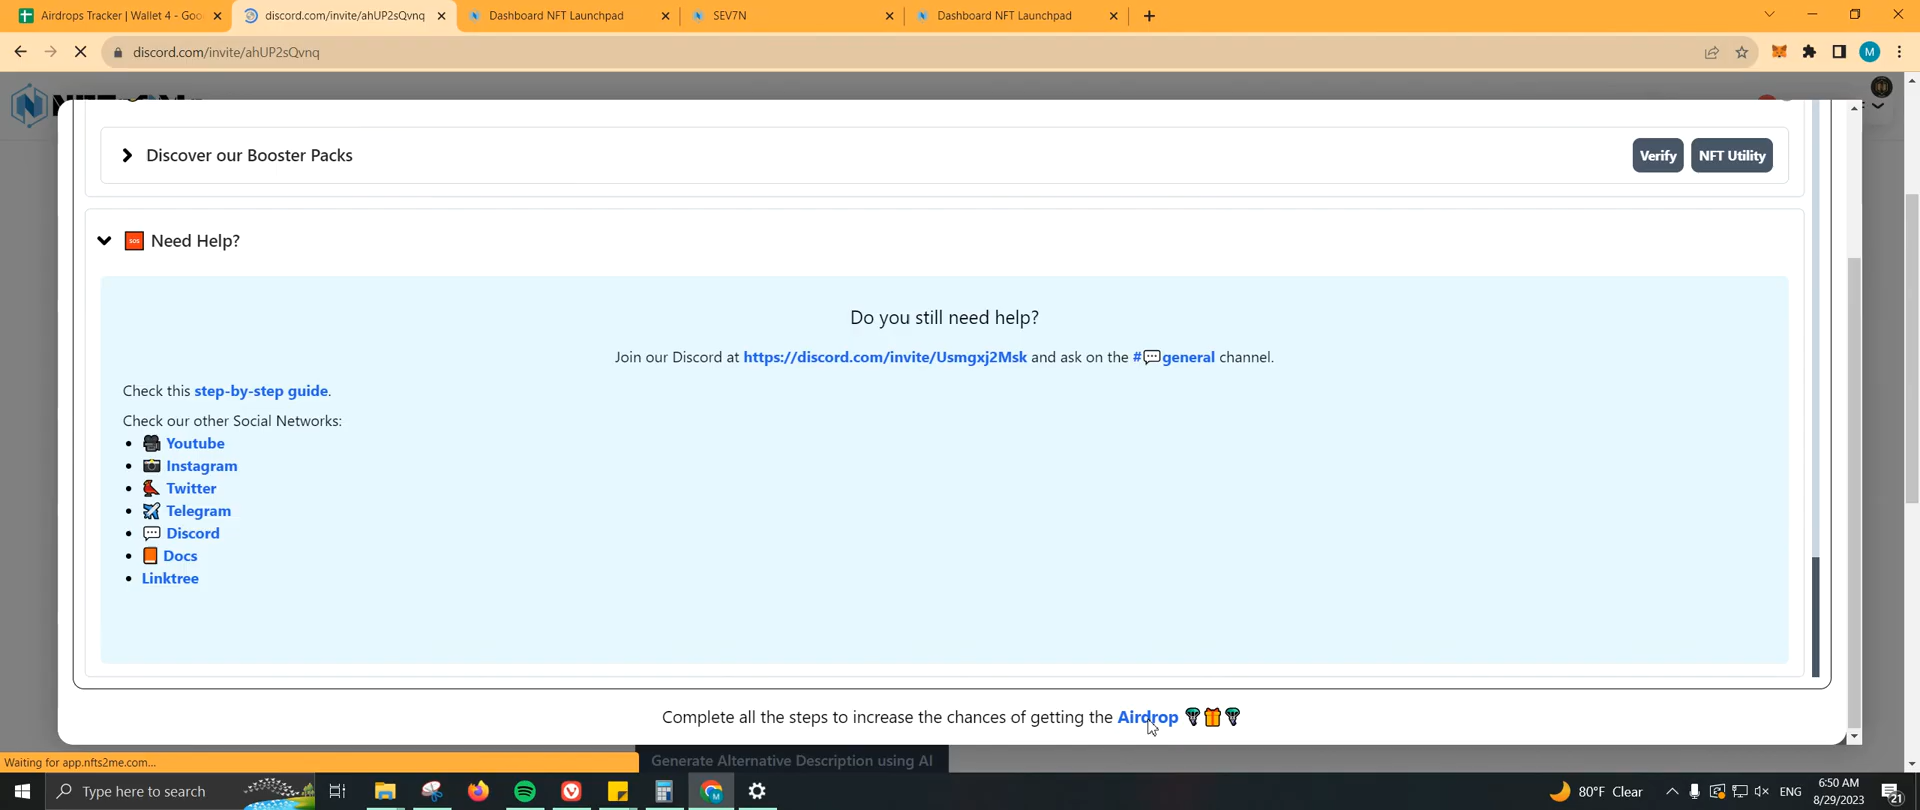 Airdrops Tracker | Wallet 4 - Goo
discord.com/invite/ahUP2sQvnq
Dashboard NFT Launchpad
SEV7N
Dashboard NFT Launchpad
discord.com/invite/ahUP2sQvnq
M
Discover our Booster Packs
Verify
NFT Utility
SOS Need Help?
Do you still need help?
Join our Discord at https://discord.com/invite/Usmgxj2Msk and ask on the #💬general channel.
Check this step-by-step guide.
Check our other Social Networks:
Youtube
Instagram
Twitter
Telegram
Discord
Docs
Linktree
Complete all the steps to increase the chances of getting the Airdrop
Waiting for app.nfts2me.com...
Generate Alternative Description using AI
Type here to search
M
80°F Clear
ENG
6:50 AM
8/29/2023
21